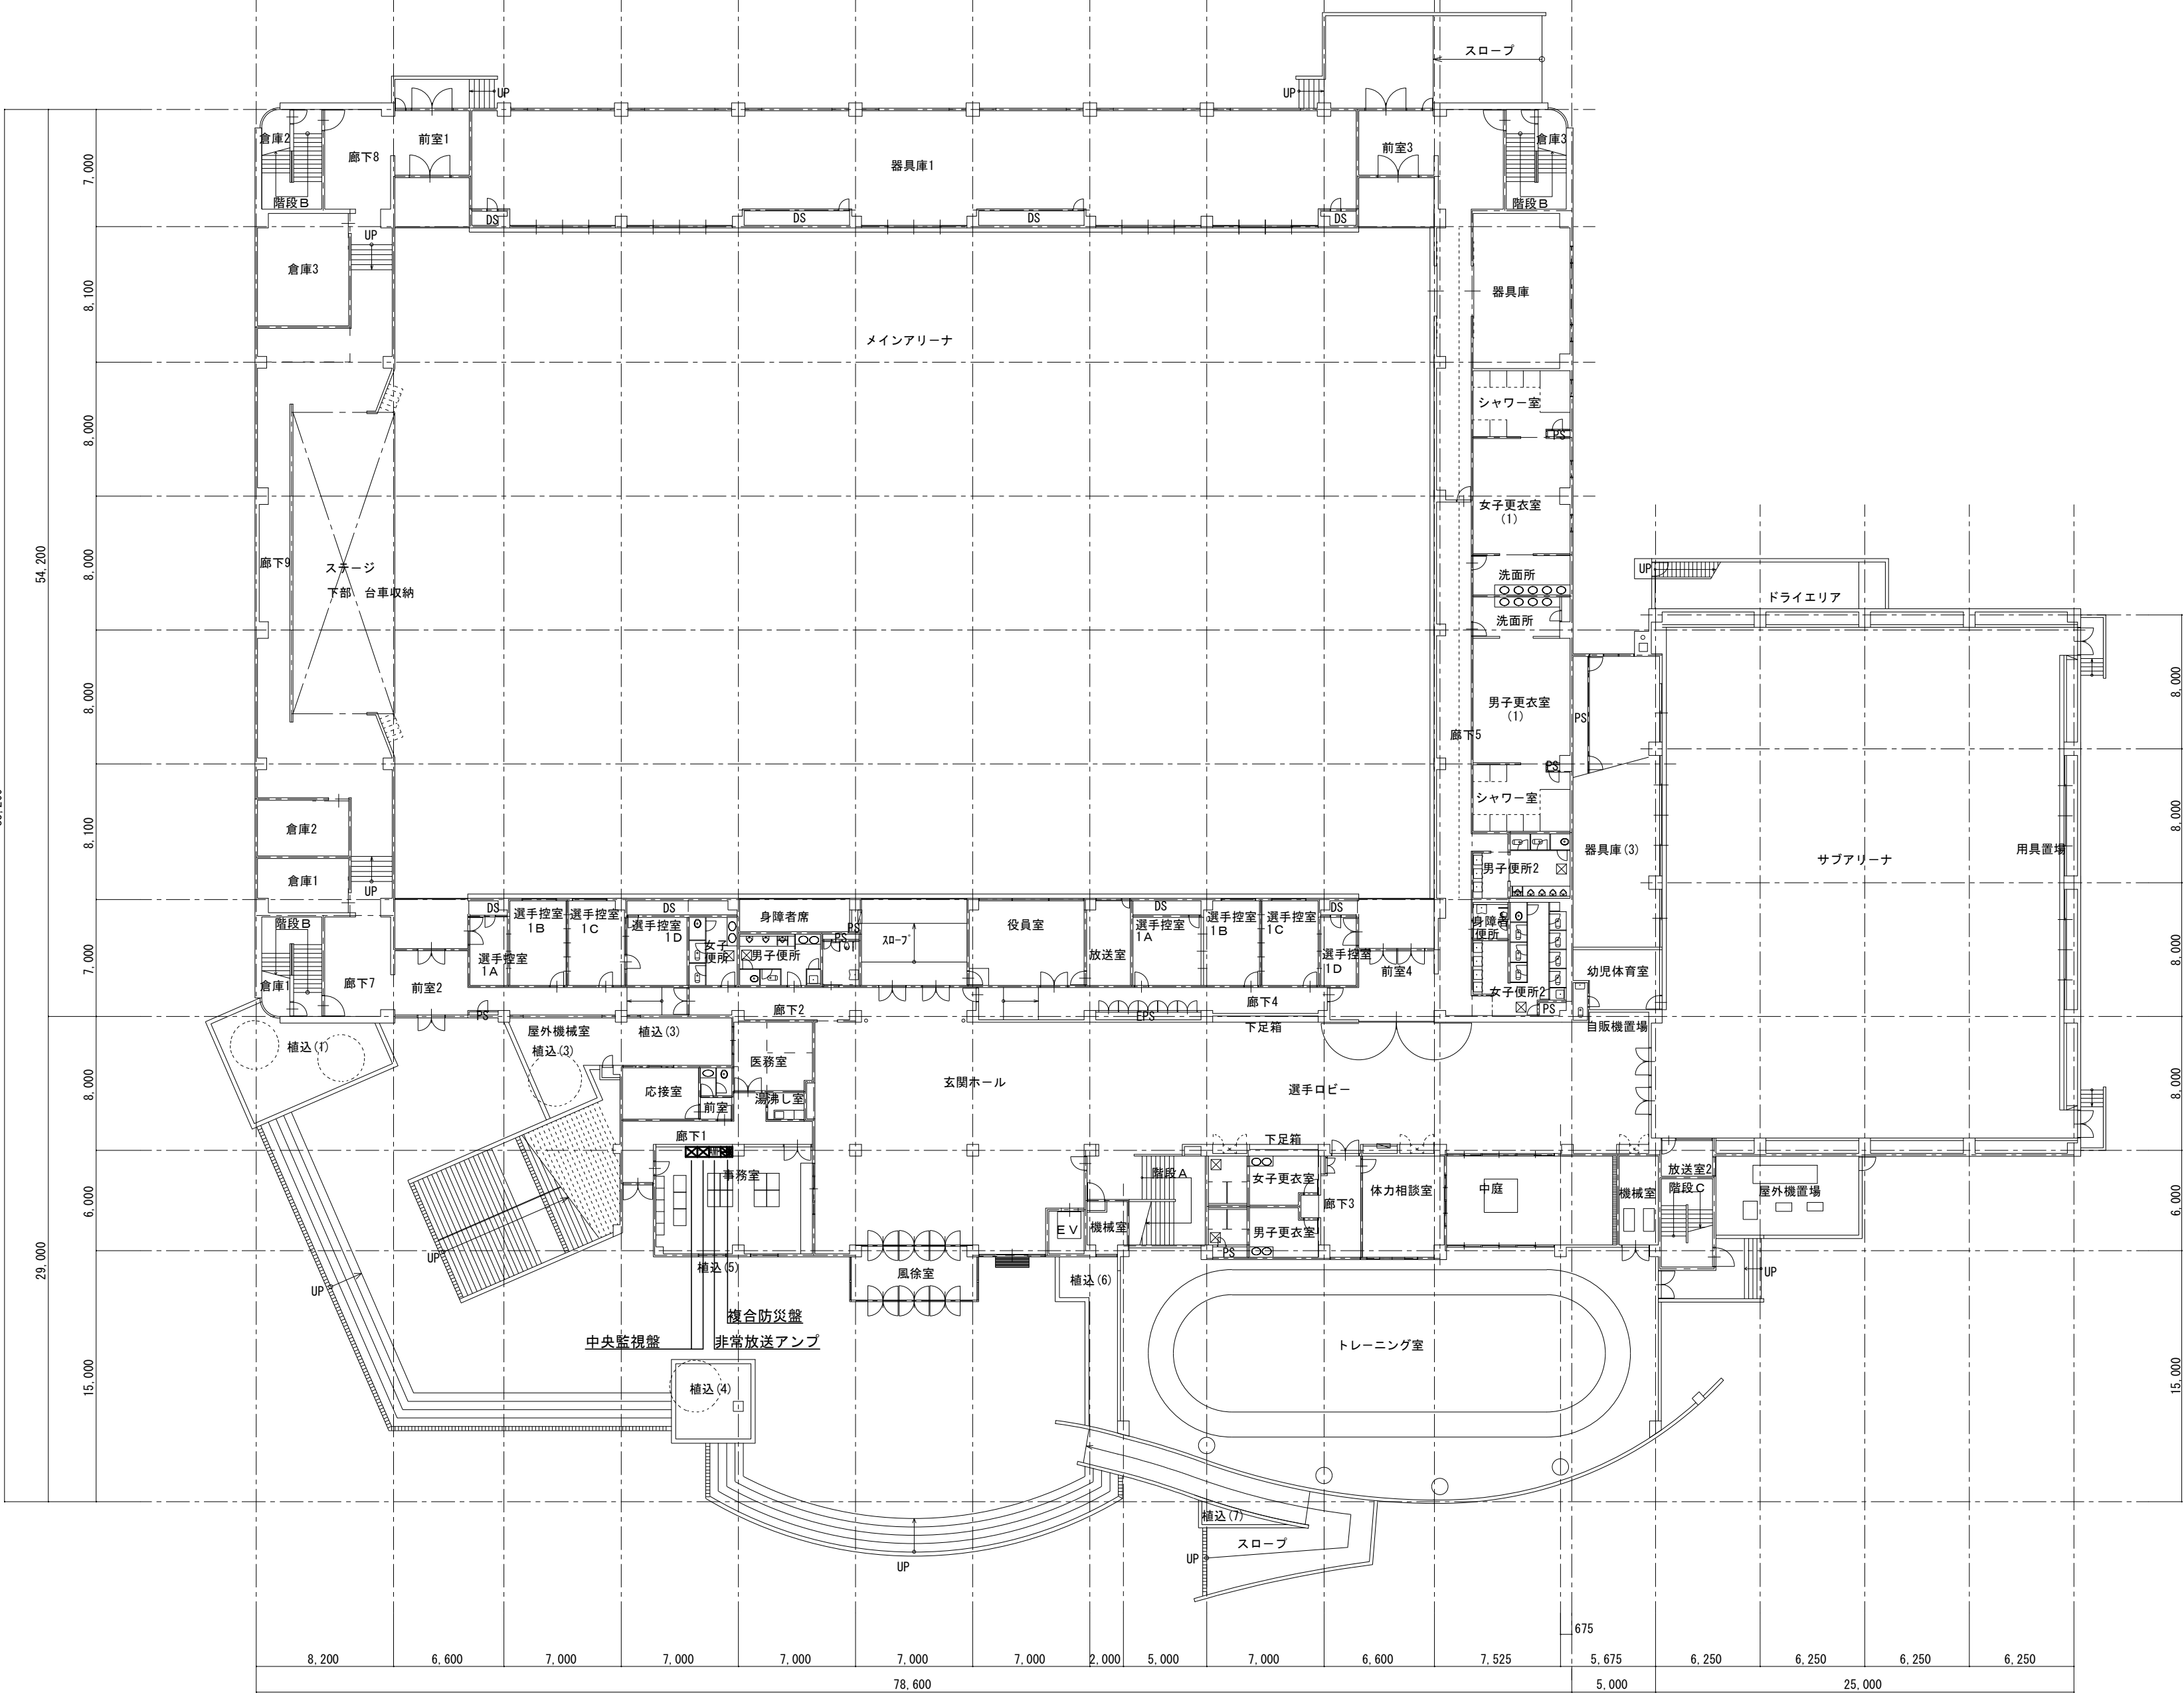 スロープ
UP
UP
倉庫2
廊下8
前室1
器具庫1
前室3
倉庫3
7,000
階段B
階段B
DS
DS
DS
DS
UP
倉庫3
8,100
器具庫
メインアリーナ
8,000
シャワー室
PS
女子更衣室
(1)
54,200
8,000
廊下9
ステージ
下部 台車収納
洗面所
洗面所
UP
ドライエリア
8,000
8,000
男子更衣室
(1)
PS
廊下5
PS
シャワー室
8,100
倉庫2
8,000
器具庫(3)
サブアリーナ
用具置場
男子便所2
倉庫1
UP
階段B
DS
選手控室
1B
選手控室
1C
DS
選手控室
1D
女子
便所
身障者席
PS
PS
男子便所
スロープ
役員室
放送室
DS
選手控室
1A
選手控室
1B
選手控室
1C
DS
選手控室
1D
身障者
便所
7,000
8,000
選手控室
1A
前室4
幼児体育室
倉庫1
廊下7
前室2
女子便所2
PS
PS
廊下2
EPS
廊下4
下足箱
自販機置場
植込(1)
屋外機械室
植込(3)
植込(3)
医務室
玄関ホール
選手ロビー
8,000
8,000
応接室
前室
湯沸し室
廊下1
下足箱
事務室
階段A
女子更衣室
体力相談室
中庭
放送室2
階段C
機械室
屋外機置場
6,000
6,000
EV
機械室
男子更衣室
廊下3
PS
29,000
UP
UP
植込(5)
風徐室
植込(6)
UP
複合防災盤
中央監視盤
非常放送アンプ
トレーニング室
15,000
15,000
植込(4)
植込(7)
スロープ
UP
UP
675
8,200
6,600
7,000
7,000
7,000
7,000
7,000
2,000
5,000
7,000
6,600
7,525
5,675
6,250
6,250
6,250
6,250
78,600
5,000
25,000